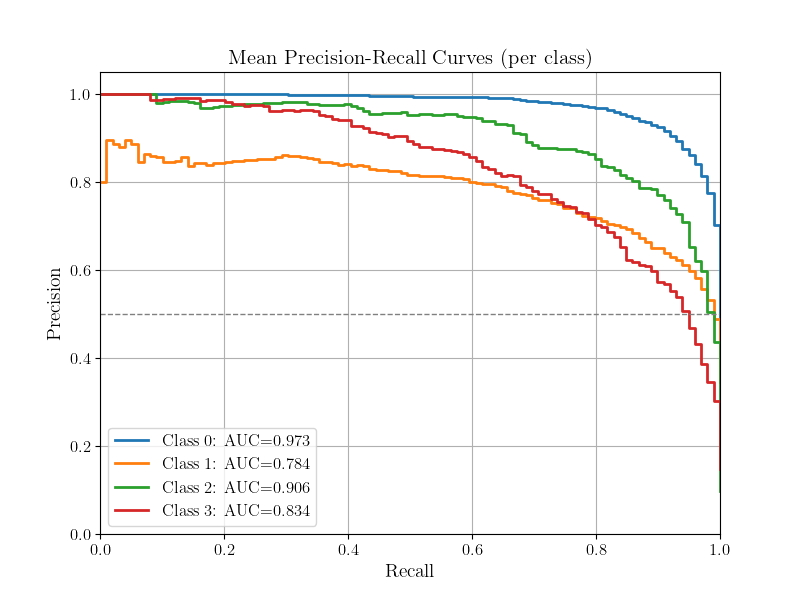 Mean Precision-Recall Curves (per class)
1.0
0.8
0.6
0.4
0.2
0.0
Precision
Class 0: AUC=0.973
Class 1: AUC=0.784
Class 2: AUC=0.906
Class 3: AUC=0.834
0.0 0.2 0.4 0.6 0.8 1.0
Recall